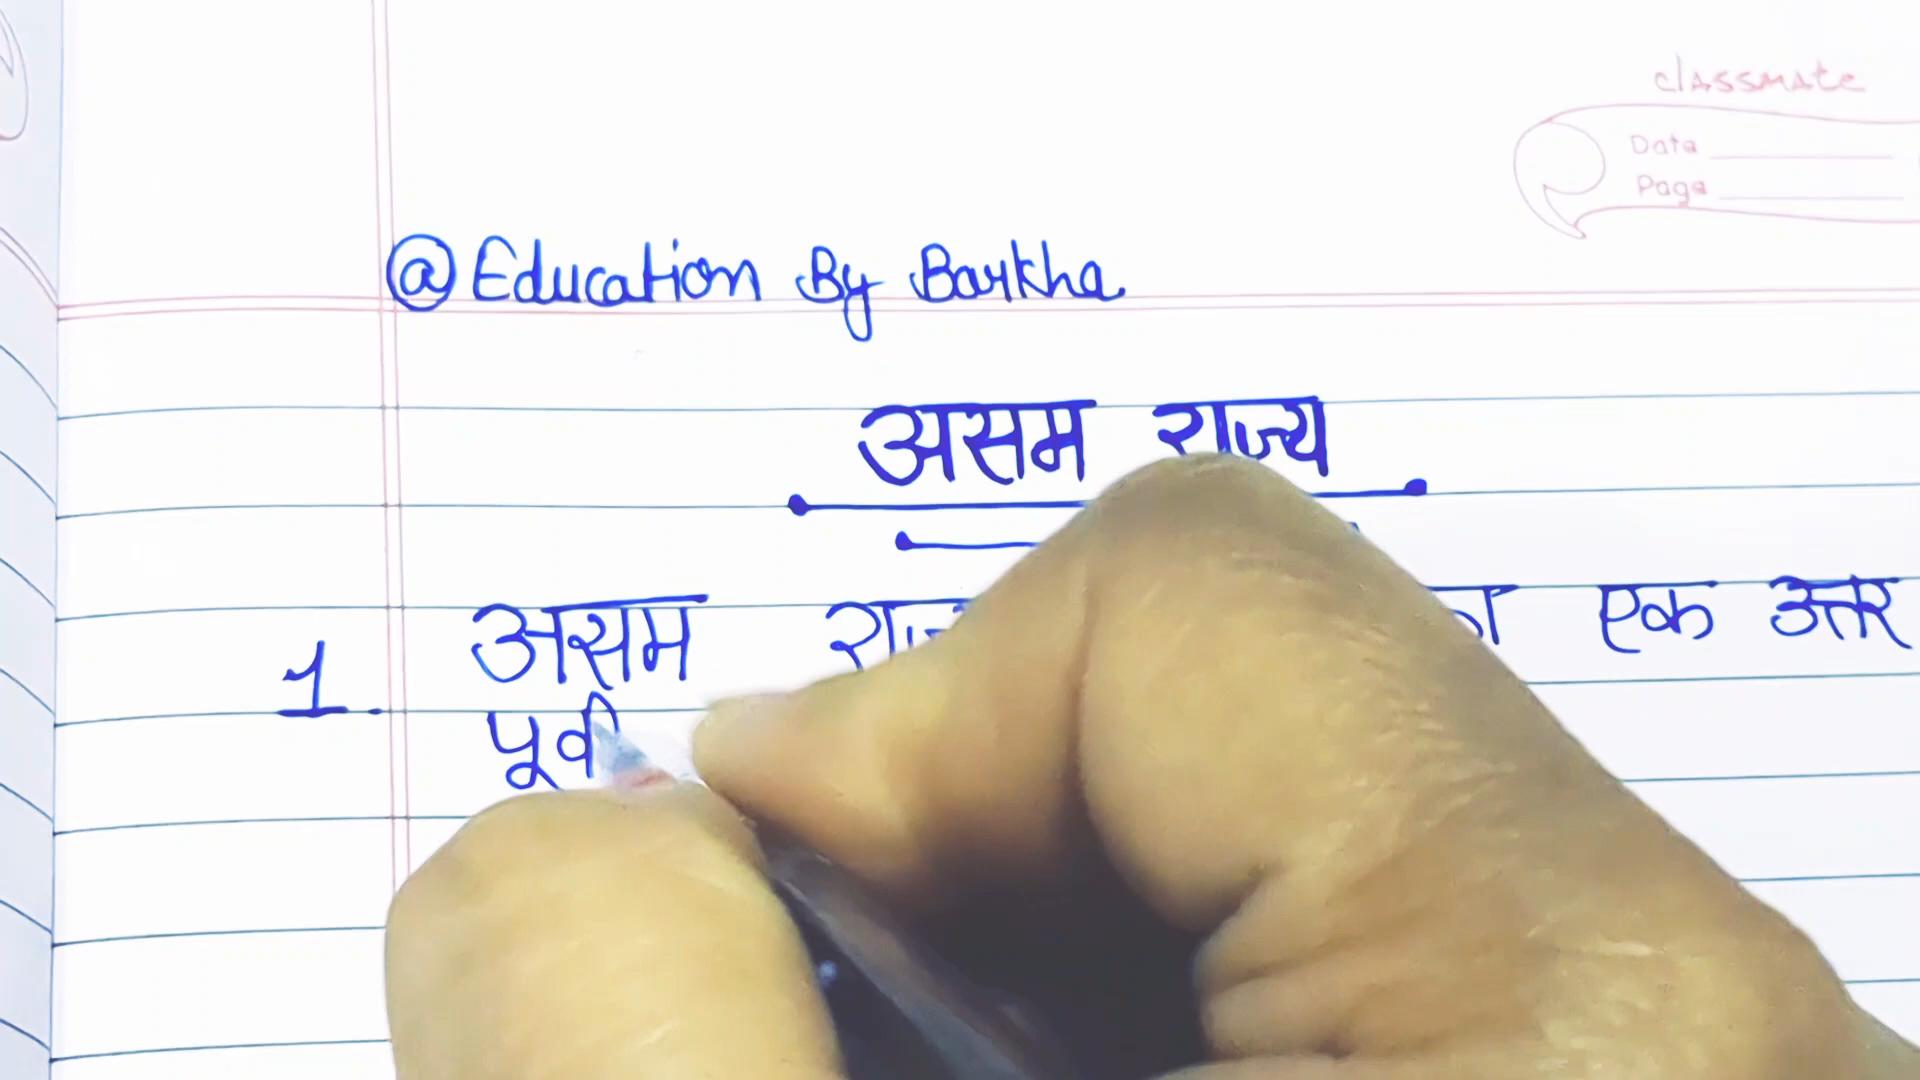 classmate
Date
Page
@Education By Barkha
असम राज्य
1. असम एक उत्तर
पूर्वी